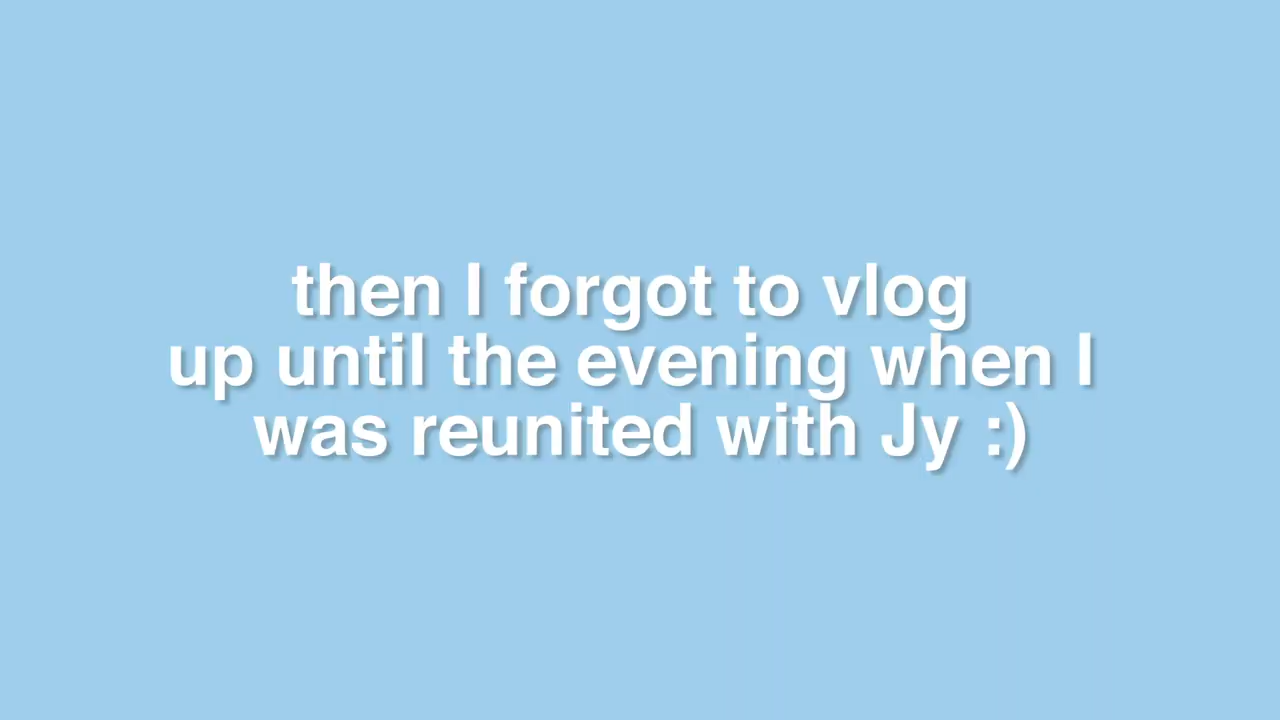 then I forgot to vlog
up until the evening when I
was reunited with Jy :)